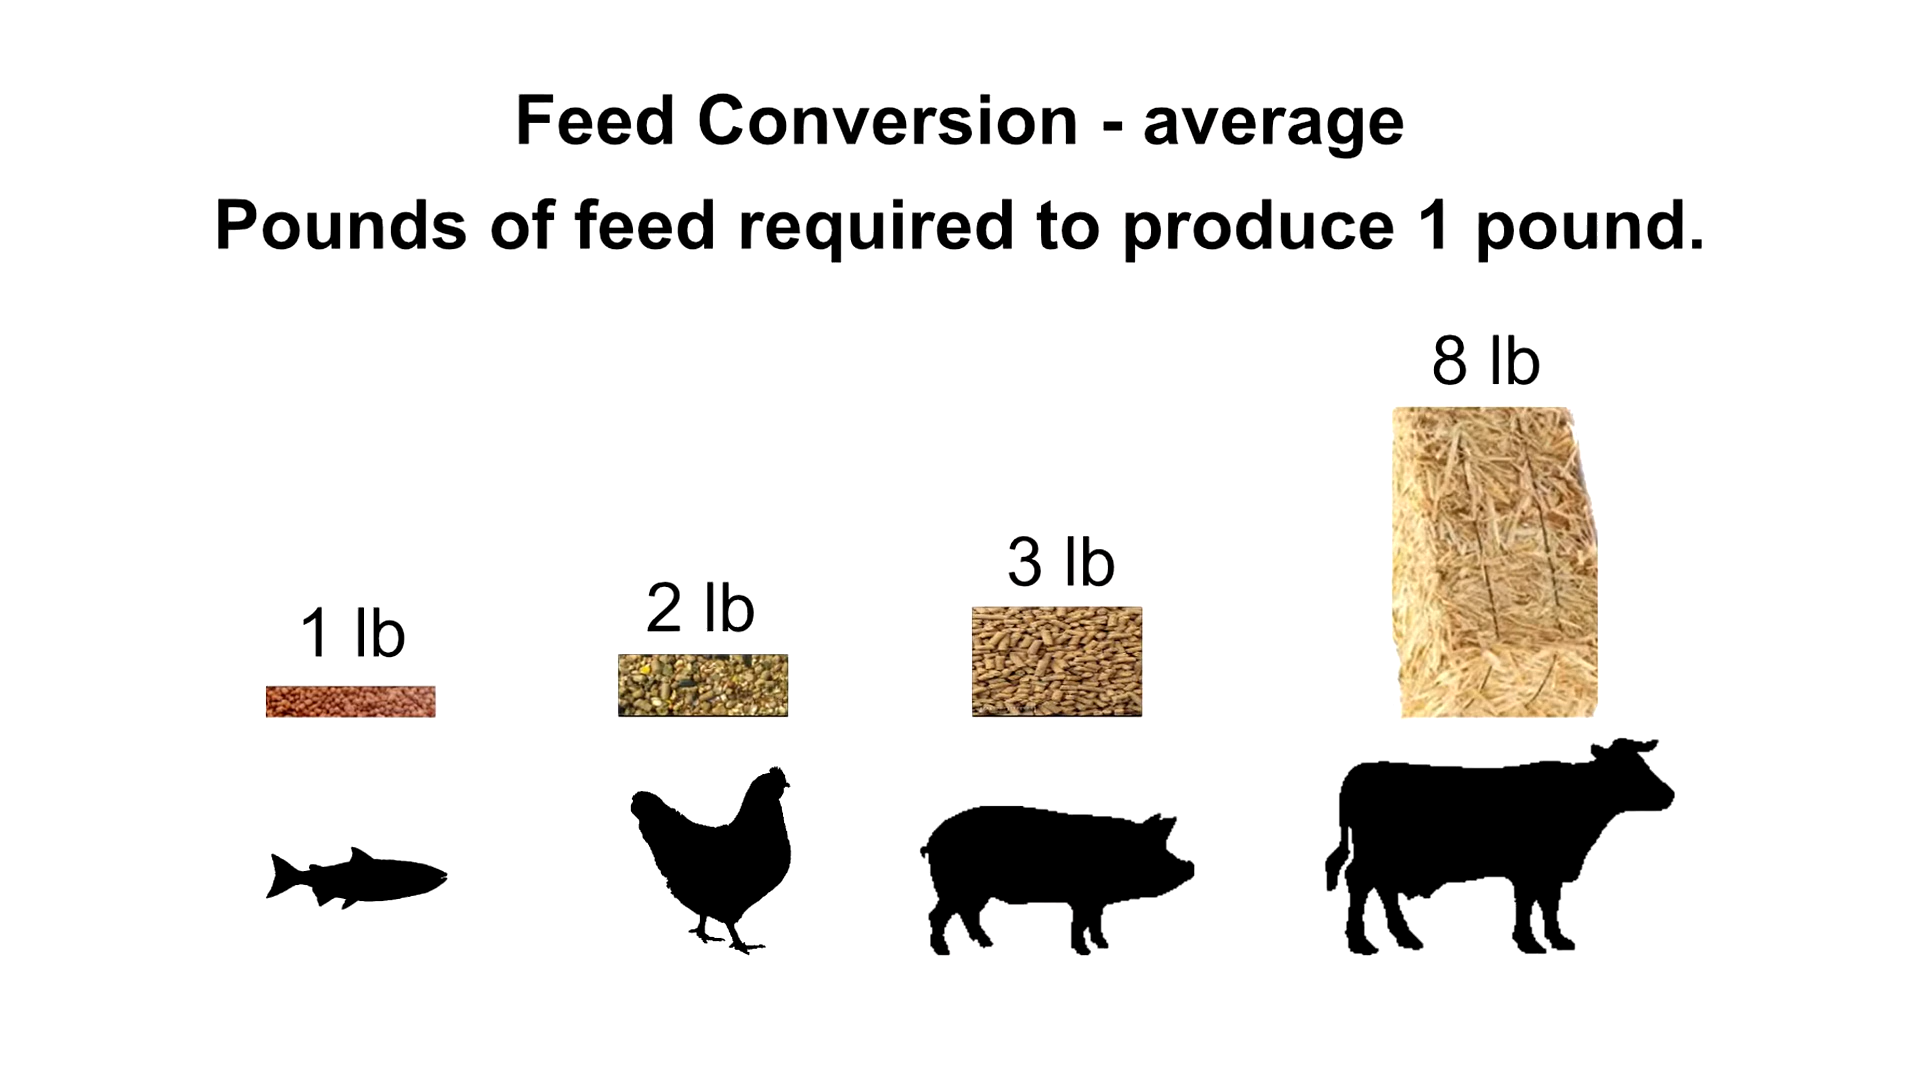 Feed Conversion - average
Pounds of feed required to produce 1 pound.
8 lb
3 lb
2 lb
1 lb